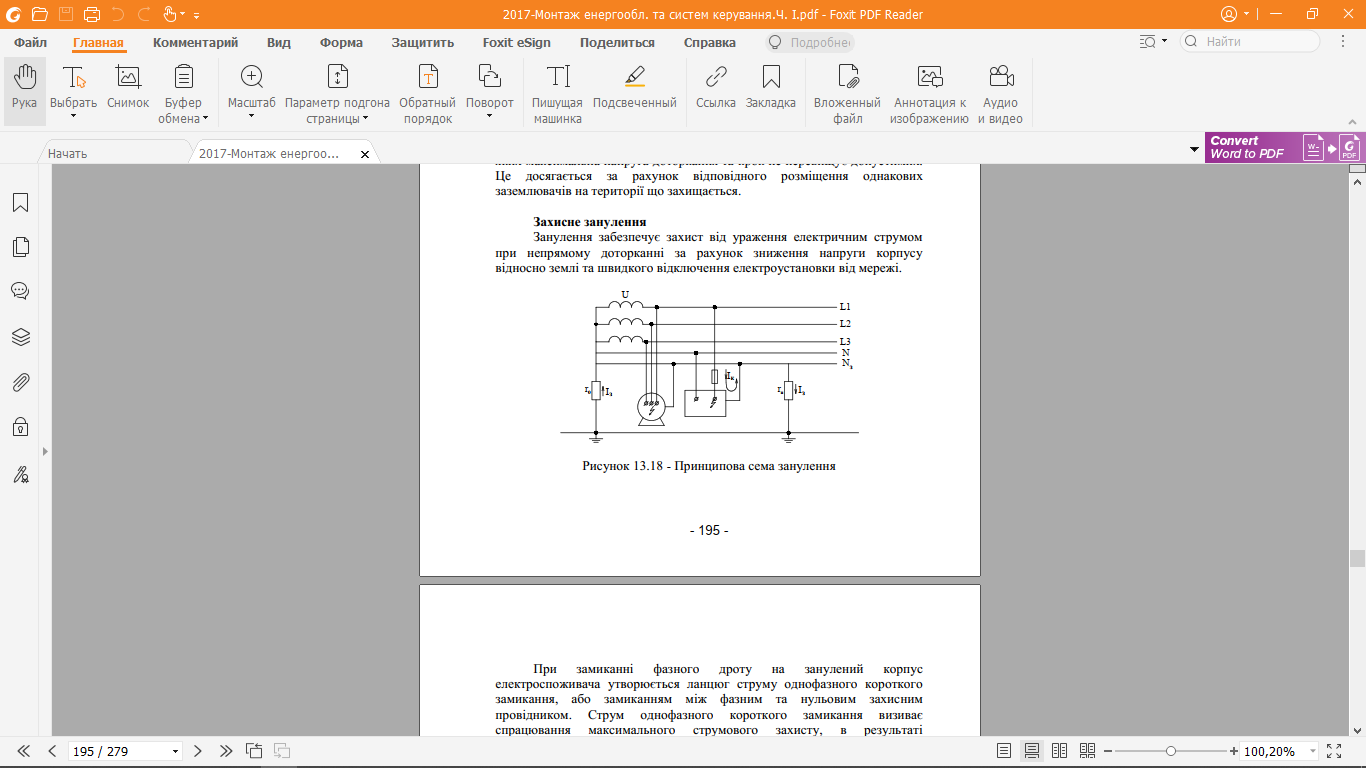 2017-Монтаж енергообл. та систем керування.Ч. І.pdf - Foxit PDF Reader
Файл Главная Комментарий Вид Форма Защитить Foxit eSign Поделиться Справка Подробнее Найти
Рука Выбрать Снимок Буфер обмена Масштаб Параметр подгона страницы Обратный порядок Поворот Пишущая машинка Подсвеченный Ссылка Закладка Вложенный файл Аннотация к изображению Аудио и видео
Начать 2017-Монтаж енергоо... Convert Word to PDF
Це досягається за рахунок відповідного розміщення однакових
заземлювачів на території що захищається.
Захисне занулення
Занулення забезпечує захист від ураження електричним струмом
при непрямому доторканні за рахунок зниження напруги корпусу
відносно землі та швидкого відключення електроустановки від мережі.
U
L1
L2
L3
N
Nз
r0 Iз Iк Iз
Рисунок 13.18 - Принципова сема занулення
- 195 -
При замиканні фазного дроту на занулений корпус
електроспоживача утворюється ланцюг струму однофазного короткого
замикання, або замиканням між фазним та нульовим захисним
провідником. Струм однофазного короткого замикання визиває
спрацювання максимального струмового захисту, в результаті
195 / 279 100,20%